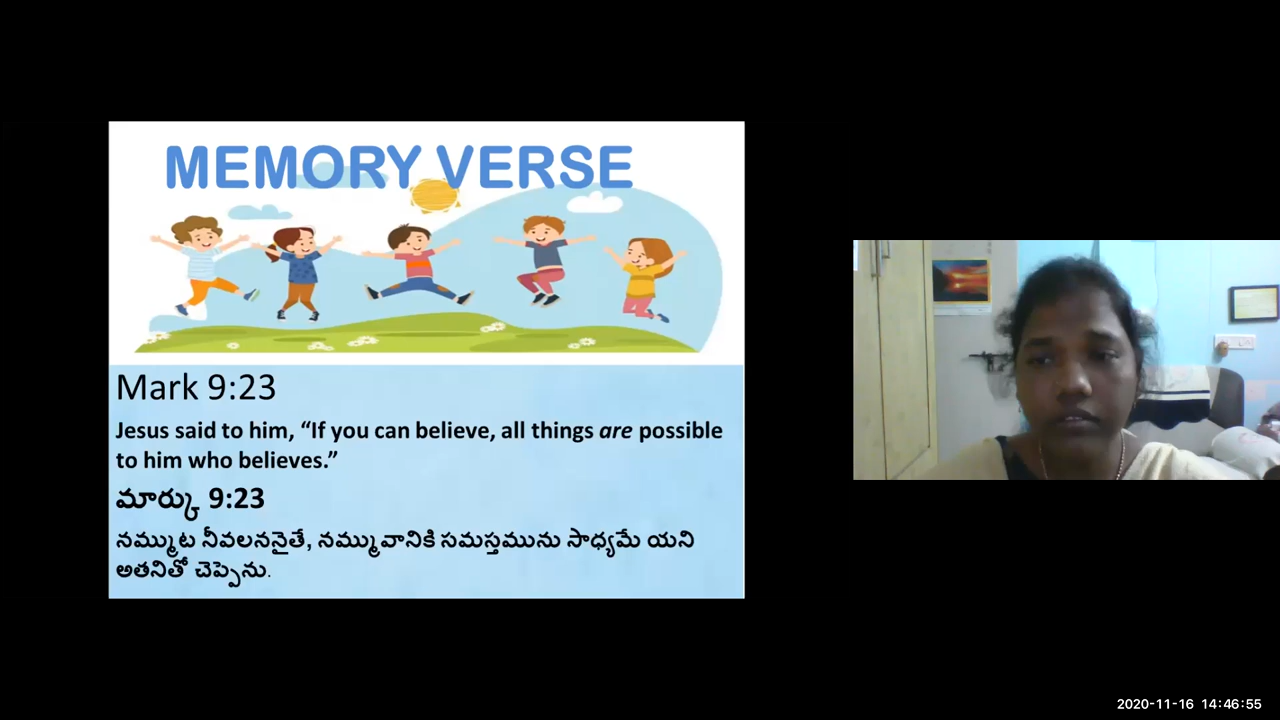 MEMORY VERSE
Mark 9:23
Jesus said to him, “If you can believe, all things are possible
to him who believes.”
మార్కు 9:23
నమ్ముట నీవలననైతే, నమ్మువానికి సమస్తమును సాధ్యమే యని
అతనితో చెప్పెను.
2020-11-16 14:46:55